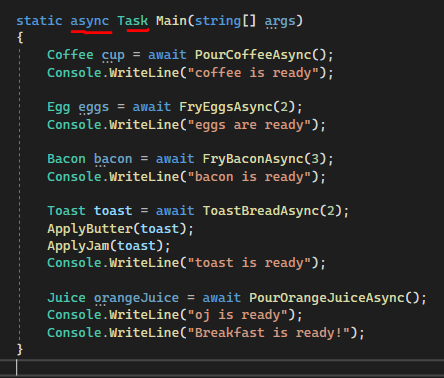 static async Task Main(string[] args)
{
Coffee cup = await PourCoffeeAsync();
Console.WriteLine("coffee is ready");
Egg eggs = await FryEggsAsync(2);
Console.WriteLine("eggs are ready");
Bacon bacon = await FryBaconAsync(3);
Console.WriteLine("bacon is ready");
Toast toast = await ToastBreadAsync(2);
ApplyButter(toast);
ApplyJam(toast);
Console.WriteLine("toast is ready");
Juice orangeJuice = await PourOrangeJuiceAsync();
Console.WriteLine("oj is ready");
Console.WriteLine("Breakfast is ready!");
}